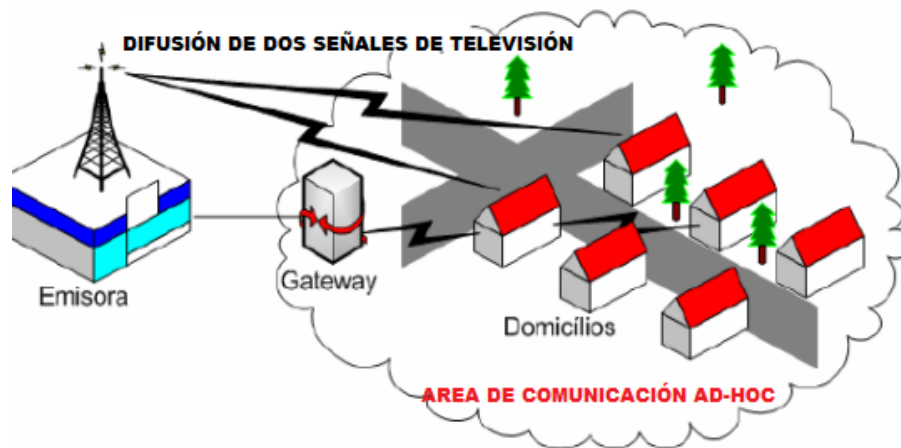 DIFUSIÓN DE DOS SEÑALES DE TELEVISIÓN
Emisora
Gateway
Domicílios
AREA DE COMUNICACIÓN AD-HOC